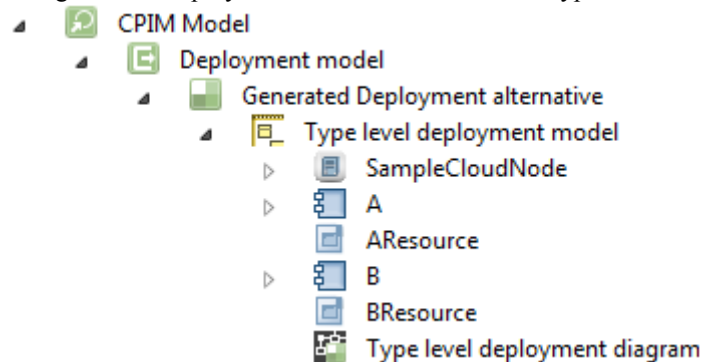 CPIM Model
Deployment model
Generated Deployment alternative
Type level deployment model
SampleCloudNode
A
AResource
B
BResource
Type level deployment diagram